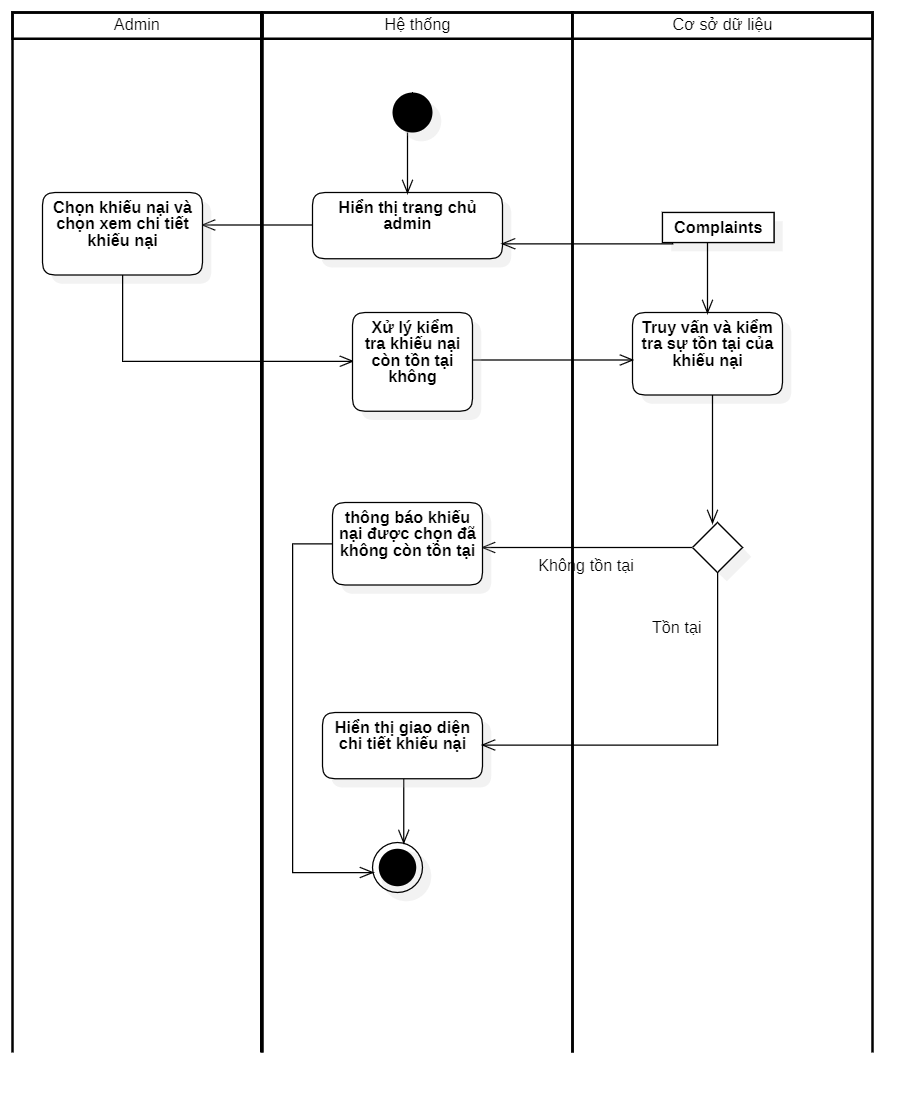 Admin
Hệ thống
Cơ sở dữ liệu
Chọn khiếu nại và
chọn xem chi tiết
khiếu nại
Hiển thị trang chủ
admin
Complaints
Xử lý kiểm
tra khiếu nại
còn tồn tại
không
Truy vấn và kiểm
tra sự tồn tại của
khiếu nại
thông báo khiếu
nại được chọn đã
không còn tồn tại
Không tồn tại
Tồn tại
Hiển thị giao diện
chi tiết khiếu nại